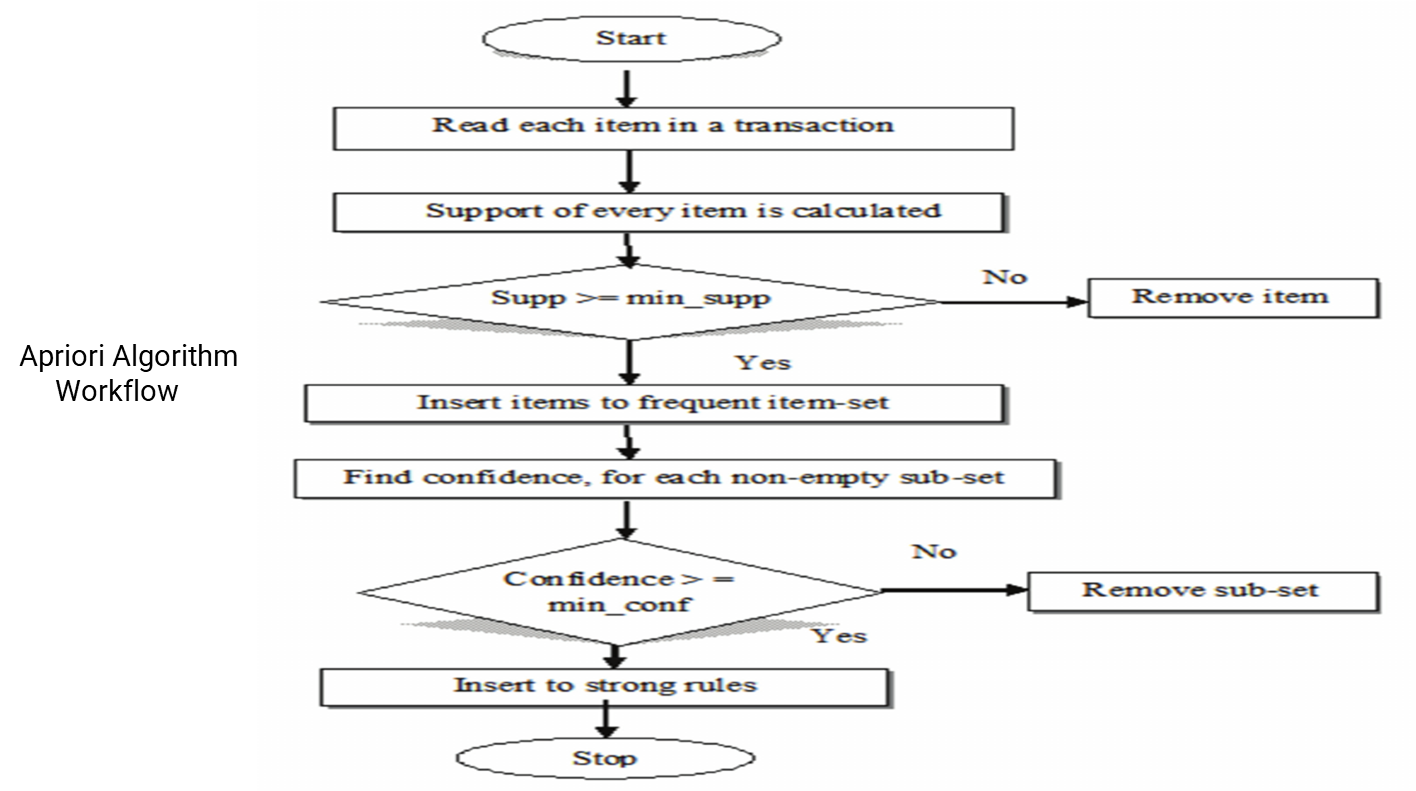 Start
Read each item in a transaction
Support of every item is calculated
No
Supp >= min_supp
Remove item
Apriori Algorithm
Workflow
Yes
Insert items to frequent item-set
Find confidence, for each non-empty sub-set
No
Confidence > =
min_conf
Remove sub-set
Yes
Insert to strong rules
Stop